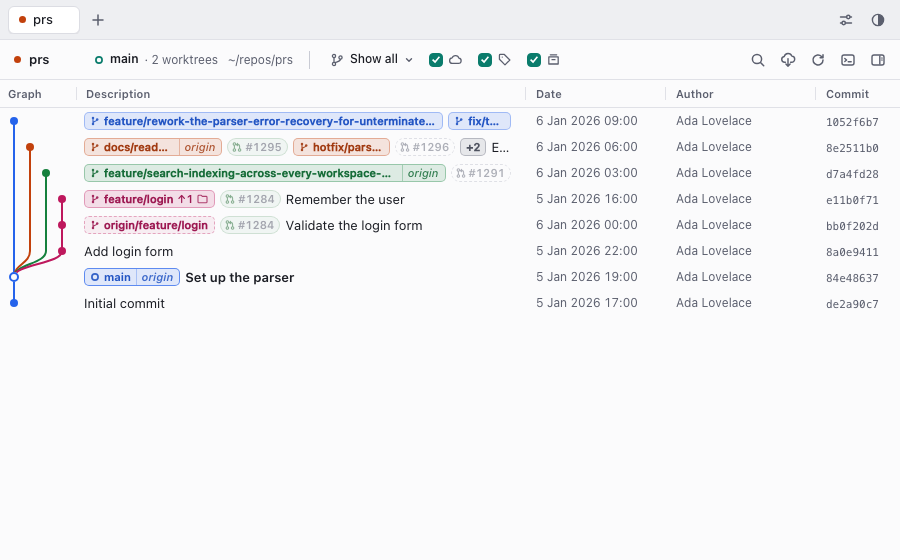 prs
prs main · 2 worktrees ~/repos/prs Show all
Graph Description Date Author Commit
feature/rework-the-parser-error-recovery-for-unterminate... fix/t... 6 Jan 2026 09:00 Ada Lovelace 1052f6b7
docs/read... origin #1295 hotfix/pars... #1296 +2 E... 6 Jan 2026 06:00 Ada Lovelace 8e2511b0
feature/search-indexing-across-every-workspace-... origin #1291 6 Jan 2026 03:00 Ada Lovelace d7a4fd28
feature/login ↑1 #1284 Remember the user 5 Jan 2026 16:00 Ada Lovelace e11b0f71
origin/feature/login #1284 Validate the login form 6 Jan 2026 00:00 Ada Lovelace bb0f202d
Add login form 5 Jan 2026 22:00 Ada Lovelace 8a0e9411
main origin Set up the parser 5 Jan 2026 19:00 Ada Lovelace 84e48637
Initial commit 5 Jan 2026 17:00 Ada Lovelace de2a90c7